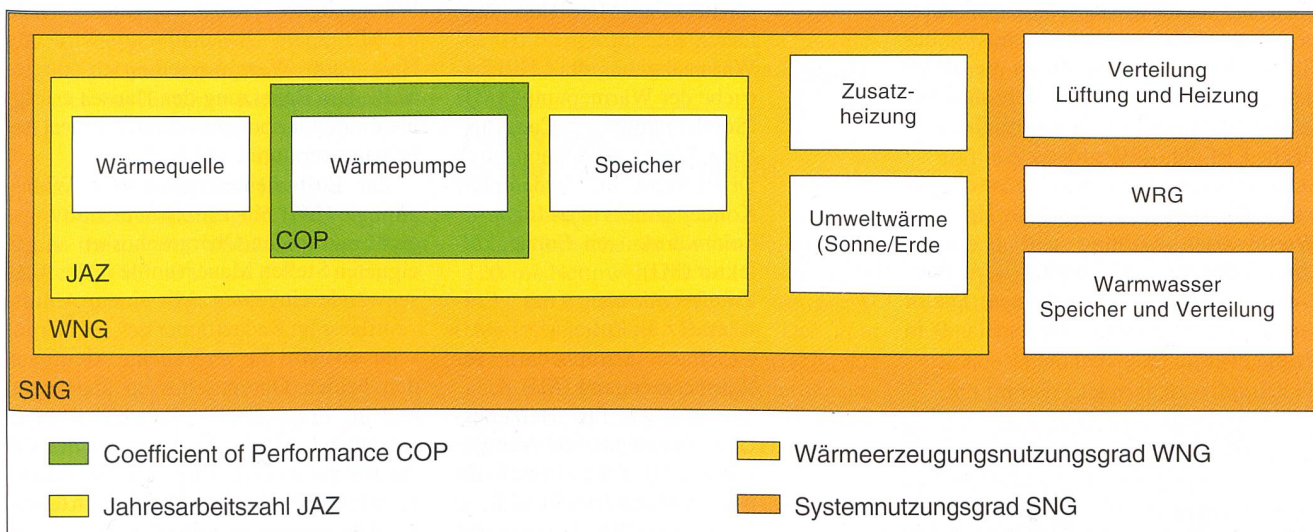 Wärmequelle
Wärmepumpe
Speicher
Zusatz-
heizung
Umweltwärme
(Sonne/Erde
Verteilung
Lüftung und Heizung
WRG
Warmwasser
Speicher und Verteilung
COP
JAZ
WNG
SNG
Coefficient of Performance COP
Jahresarbeitszahl JAZ
Wärmeerzeugungsnutzungsgrad WNG
Systemnutzungsgrad SNG